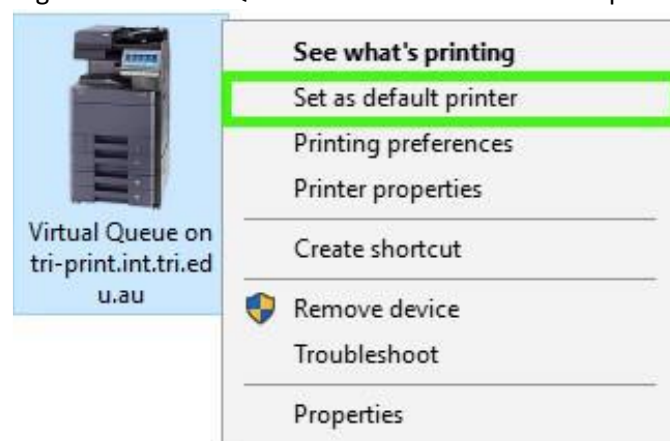 See what's printing
Set as default printer
Printing preferences
Printer properties
Virtual Queue on
tri-print.int.tri.ed
u.au
Create shortcut
Remove device
Troubleshoot
Properties